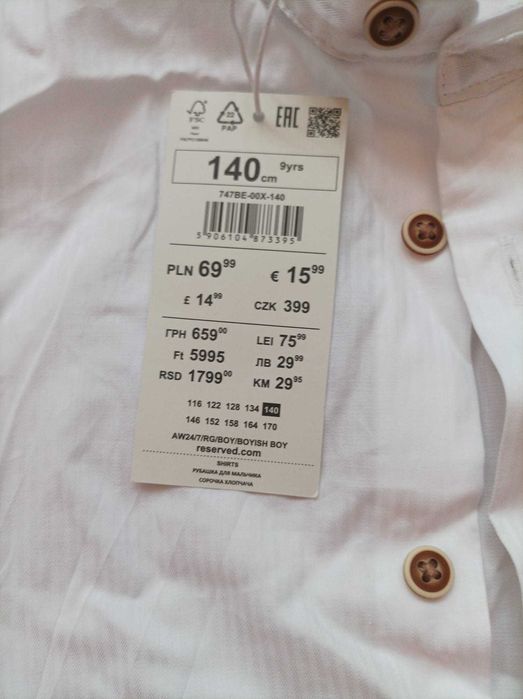 FSC
22
PAP
EAC
140 cm 9yrs
747BE-00X-140
5 906104 873395
PLN 69 99 € 15 99
£ 14 99 CZK 399
ГРН 659 00 LEI 75 99
Ft 5995 ЛВ 29 99
RSD 1799 00 KM 29 95
116 122 128 134 140
146 152 158 164 170
AW24/7/RG/BOY/BOYISH BOY
reserved.com
SHIRTS
РУБАШКА ДЛЯ МАЛЬЧИКА
СОРОЧКА ХЛОПЧАЧА